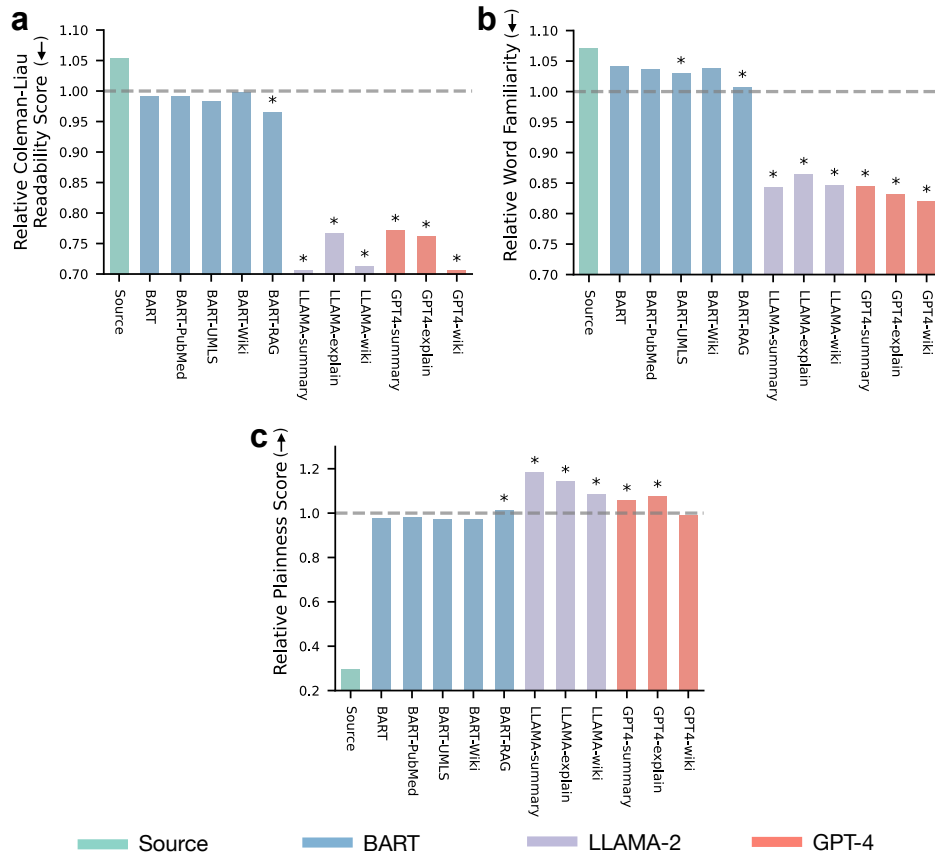 a
Relative Coleman-Liau
Readability Score (←)
1.10
1.05
1.00
0.95
0.90
0.85
0.80
0.75
0.70
* * * * * * *
Source
BART
BART-PubMed
BART-UMLS
BART-Wiki
BART-RAG
LLAMA-summary
LLAMA-explain
LLAMA-wiki
GPT4-summary
GPT4-explain
GPT4-wiki
b
Relative Word Familiarity (←)
1.10
1.05
1.00
0.95
0.90
0.85
0.80
0.75
0.70
* * * * * * * *
Source
BART
BART-PubMed
BART-UMLS
BART-Wiki
BART-RAG
LLAMA-summary
LLAMA-explain
LLAMA-wiki
GPT4-summary
GPT4-explain
GPT4-wiki
c
Relative Plainness Score (→)
1.2
1.0
0.8
0.6
0.4
0.2
* * * * * *
Source
BART
BART-PubMed
BART-UMLS
BART-Wiki
BART-RAG
LLAMA-summary
LLAMA-explain
LLAMA-wiki
GPT4-summary
GPT4-explain
GPT4-wiki
Source BART LLAMA-2 GPT-4